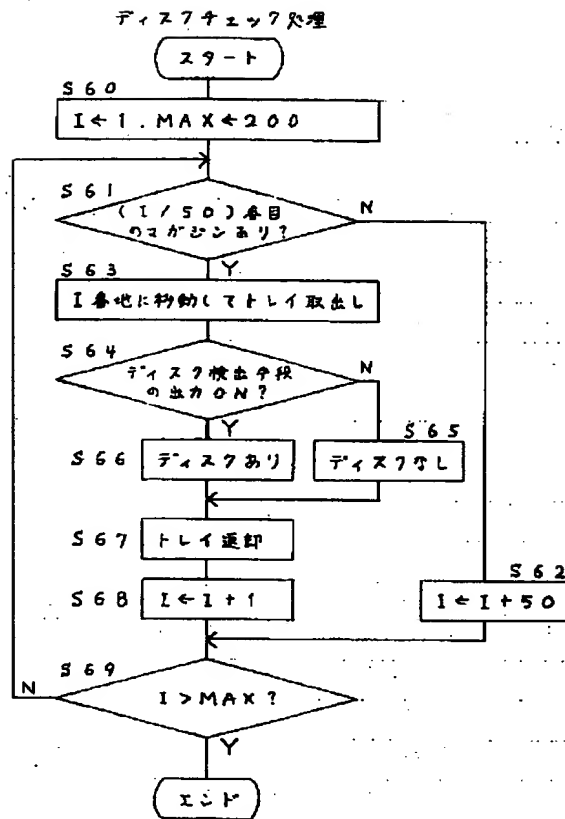 ディスクチェック処理
スタート
S60
I←1.MAX←200
S61
(I/50)番目
のマガジンあり?
N
Y
S63
I番地に移動してトレイ取出し
S64
ディスク検出手段
の出力ON?
N
Y
S65
S66
ディスクあり
ディスクなし
S67
トレイ返却
S62
S68
I←I+1
I←I+50
S69
N
I>MAX?
Y
エンド